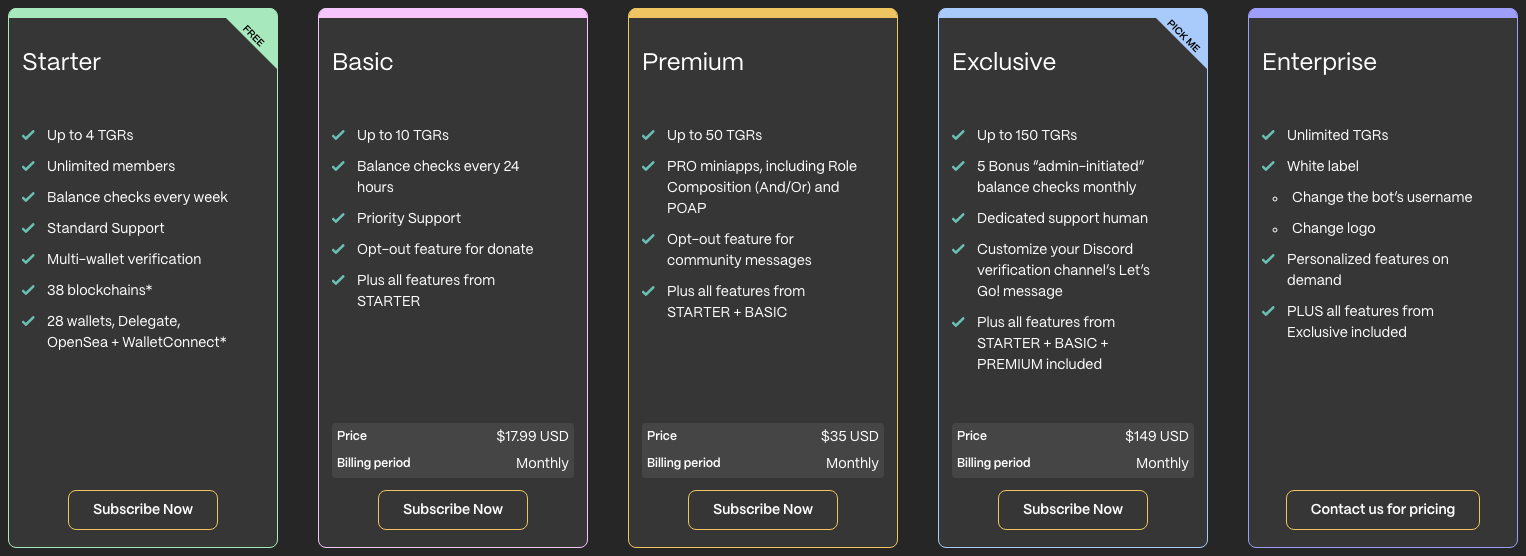 FREE
Starter
Up to 4 TGRs
Unlimited members
Balance checks every week
Standard Support
Multi-wallet verification
38 blockchains*
28 wallets, Delegate,
OpenSea + WalletConnect*
Subscribe Now
Basic
Up to 10 TGRs
Balance checks every 24
hours
Priority Support
Opt-out feature for donate
Plus all features from
STARTER
Price $17.99 USD
Billing period Monthly
Subscribe Now
Premium
Up to 50 TGRs
PRO miniapps, including Role
Composition (And/Or) and
POAP
Opt-out feature for
community messages
Plus all features from
STARTER + BASIC
Price $35 USD
Billing period Monthly
Subscribe Now
PICK ME
Exclusive
Up to 150 TGRs
5 Bonus “admin-initiated”
balance checks monthly
Dedicated support human
Customize your Discord
verification channel’s Let’s
Go! message
Plus all features from
STARTER + BASIC +
PREMIUM included
Price $149 USD
Billing period Monthly
Subscribe Now
Enterprise
Unlimited TGRs
White label
Change the bot’s username
Change logo
Personalized features on
demand
PLUS all features from
Exclusive included
Contact us for pricing